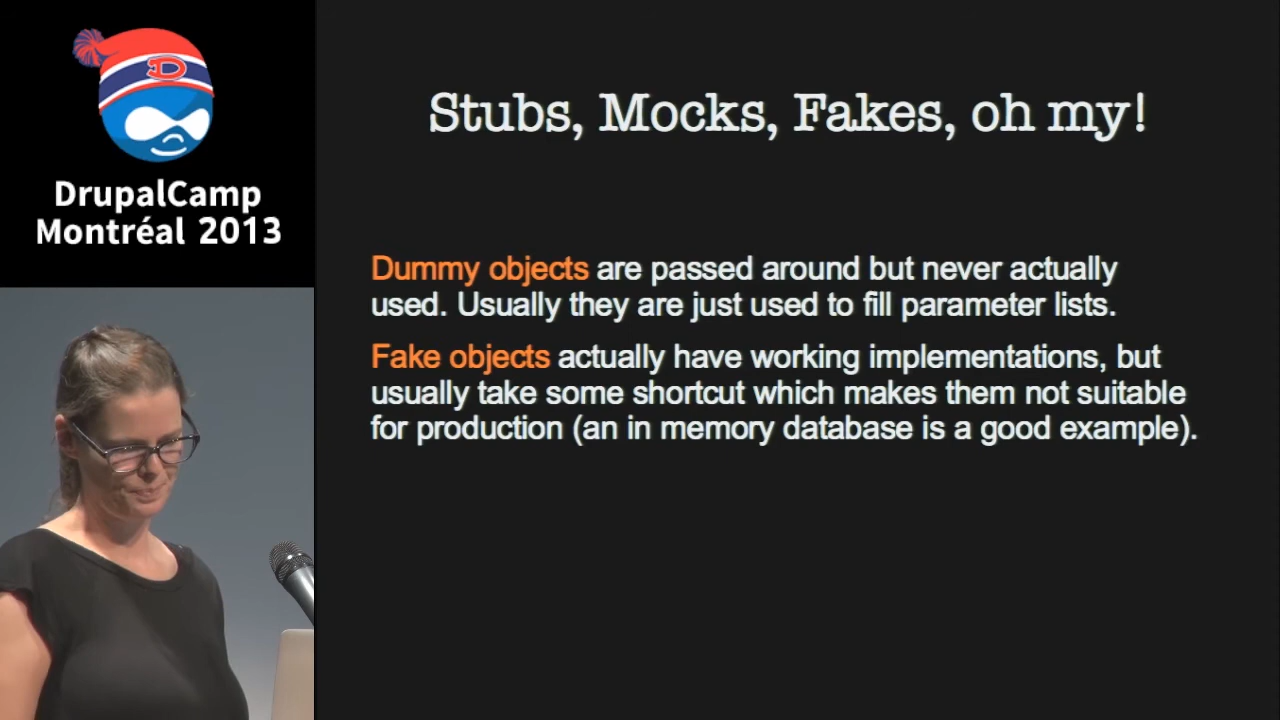 D
DrupalCamp
Montréal 2013
Stubs, Mocks, Fakes, oh my!
Dummy objects are passed around but never actually
used. Usually they are just used to fill parameter lists.
Fake objects actually have working implementations, but
usually take some shortcut which makes them not suitable
for production (an in memory database is a good example).